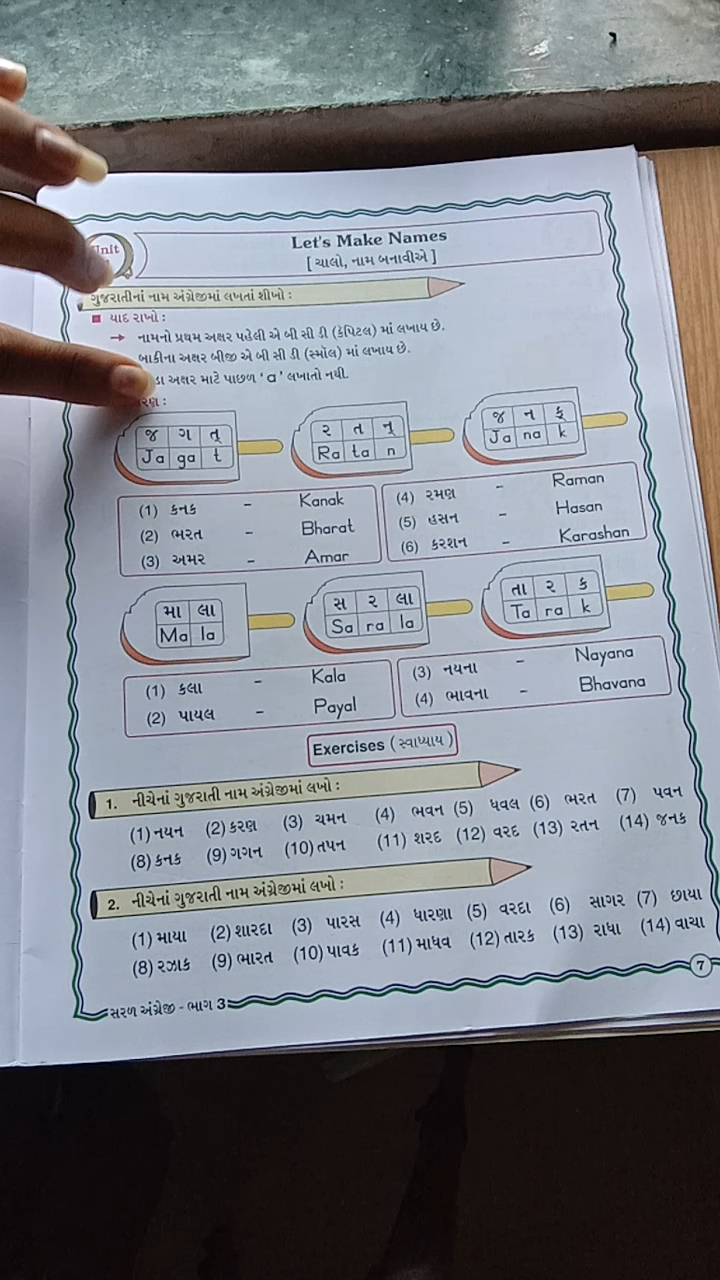 Unit
Let's Make Names
[ ચાલો, નામ બનાવીએ ]
ગુજરાતીનાં નામ અંગ્રેજીમાં લખતાં શીખો :
યાદ રાખો :
→ નામનો પ્રથમ અક્ષર પહેલી એ બી સી ડી (કેપિટલ) માં લખાય છે.
બાકીના અક્ષર બીજી એ બી સી ડી (સ્મૉલ) માં લખાય છે.
અક્ષર માટે પાછળ ‘a’ લખાતો નથી.
જ ગ ત્ ર ત ન્ જ ન ક્
Ja ga t Ra ta n Ja na k
(1) કનક – Kanak (4) રમણ – Raman
(2) ભરત – Bharat (5) હસન – Hasan
(3) અમર – Amar (6) કરશન – Karashan
મા લા સ ર લા તા ર ક
Ma la Sa ra la Ta ra k
(1) કલા – Kala (3) નયના – Nayana
(2) પાયલ – Payal (4) ભાવના – Bhavana
Exercises (સ્વાધ્યાય)
1. નીચેનાં ગુજરાતી નામ અંગ્રેજીમાં લખો :
(1) નયન (2) કરણ (3) ચમન (4) ભવન (5) ધવલ (6) ભરત (7) પવન
(8) કનક (9) ગગન (10) તપન (11) શરદ (12) વરદ (13) રતન (14) જનક
2. નીચેનાં ગુજરાતી નામ અંગ્રેજીમાં લખો :
(1) માયા (2) શારદા (3) પારસ (4) ધારણા (5) વરદા (6) સાગર (7) છાયા
(8) રઝાક (9) ભારત (10) પાવક (11) માધવ (12) તારક (13) રાધા (14) વાચા
સરળ અંગ્રેજી - ભાગ 3
7